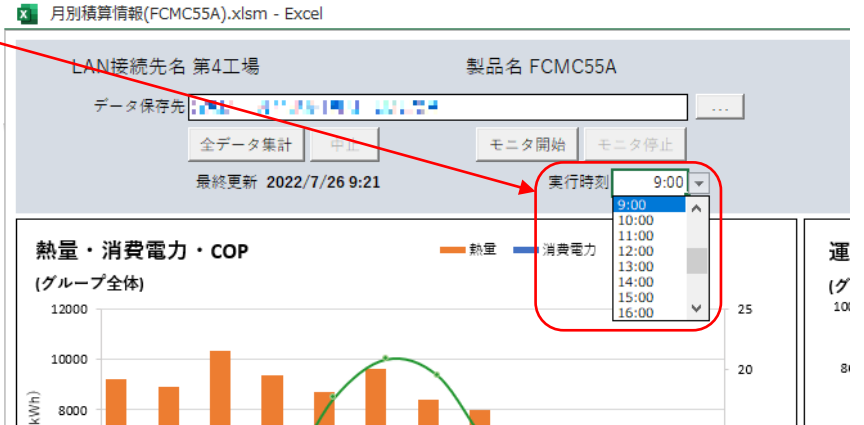 月別積算情報(FCMC55A).xlsm - Excel
LAN接続先名 第4工場 製品名 FCMC55A
データ保存先 ...
全データ集計 中止 モニタ開始 モニタ停止
最終更新 2022/7/26 9:21 実行時刻 9:00
9:00
10:00
11:00
12:00
13:00
14:00
15:00
16:00
熱量・消費電力・COP
(グループ全体)
熱量 消費電力
12000
10000
8000
kWh)
25
20
運
(グ